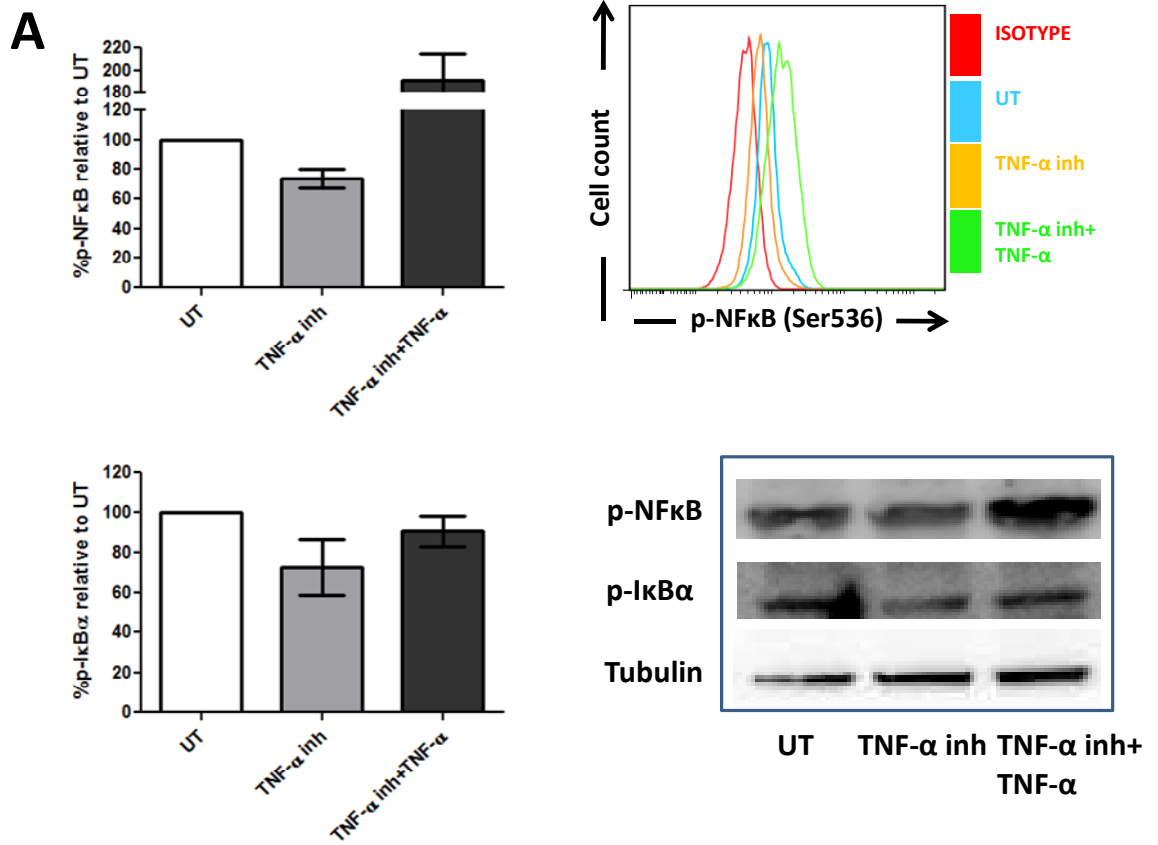 A
%p-NFκB relative to UT
220
200
180
120
100
80
60
40
20
0
UT
TNF-α inh
TNF-α inh+TNF-α
Cell count
p-NFκB (Ser536)
ISOTYPE
UT
TNF-α inh
TNF-α inh+
TNF-α
%p-IκBα relative to UT
120
100
80
60
40
20
0
UT
TNF-α inh
TNF-α inh+TNF-α
p-NFκB
p-IκBα
Tubulin
UT
TNF-α inh
TNF-α inh+
TNF-α